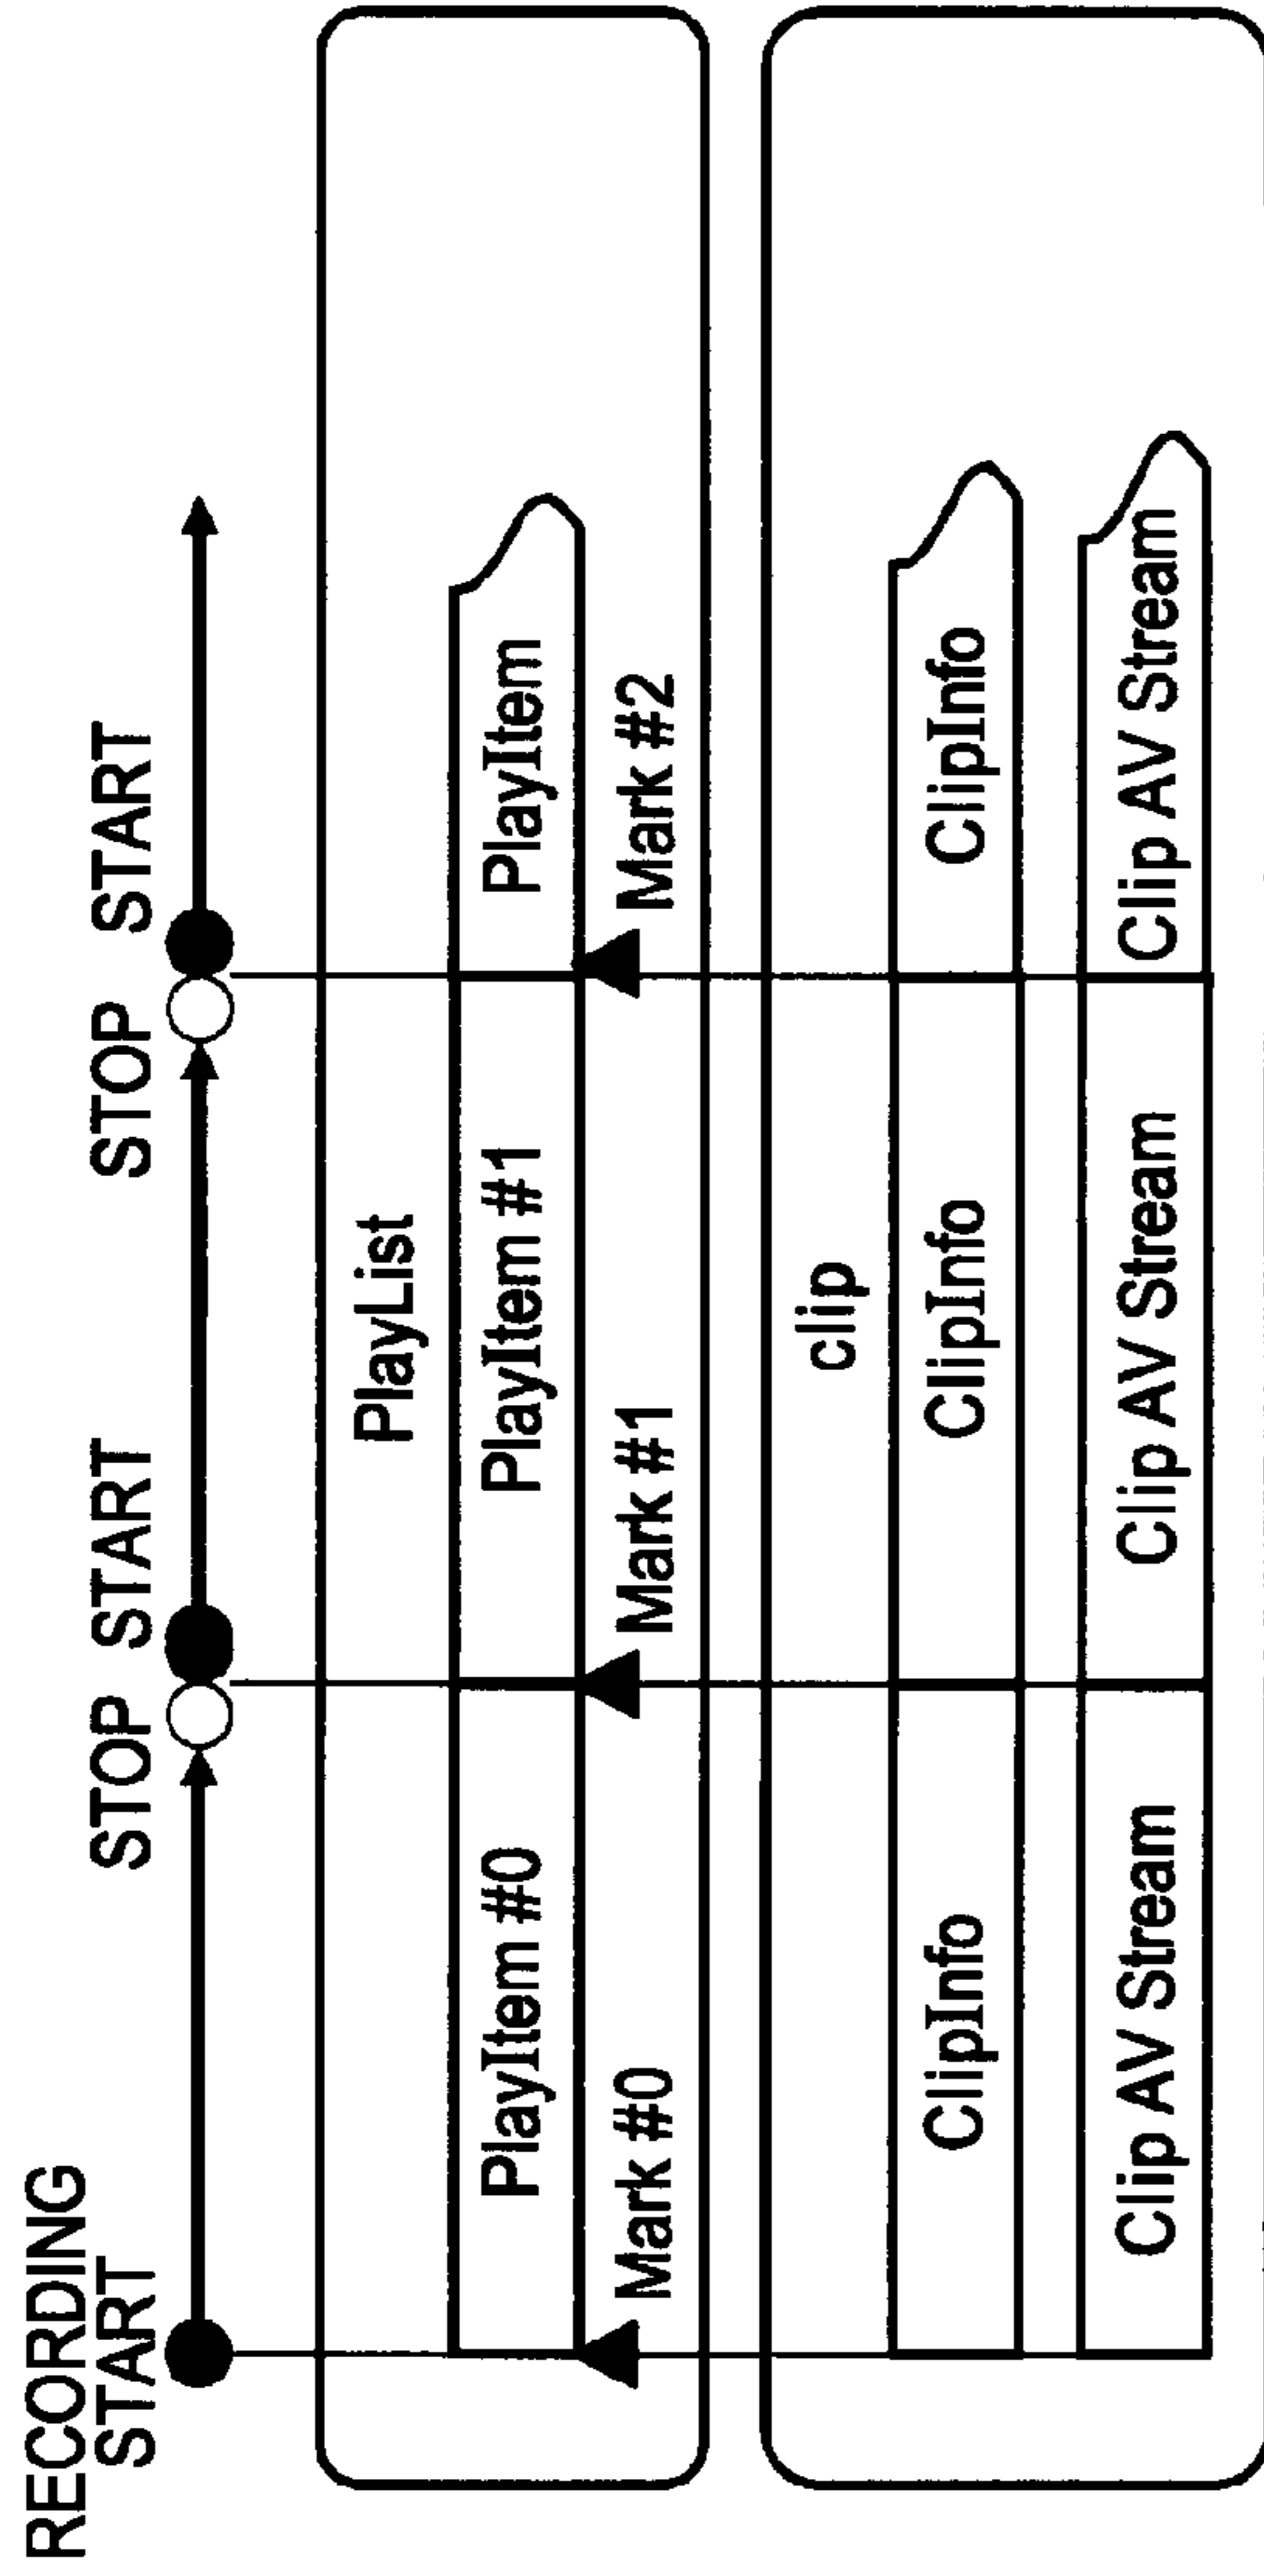 RECORDING
START
STOP START
STOP START
PlayList
PlayItem #0
PlayItem #1
PlayItem
Mark #0
Mark #1
Mark #2
clip
ClipInfo
ClipInfo
ClipInfo
Clip AV Stream
Clip AV Stream
Clip AV Stream